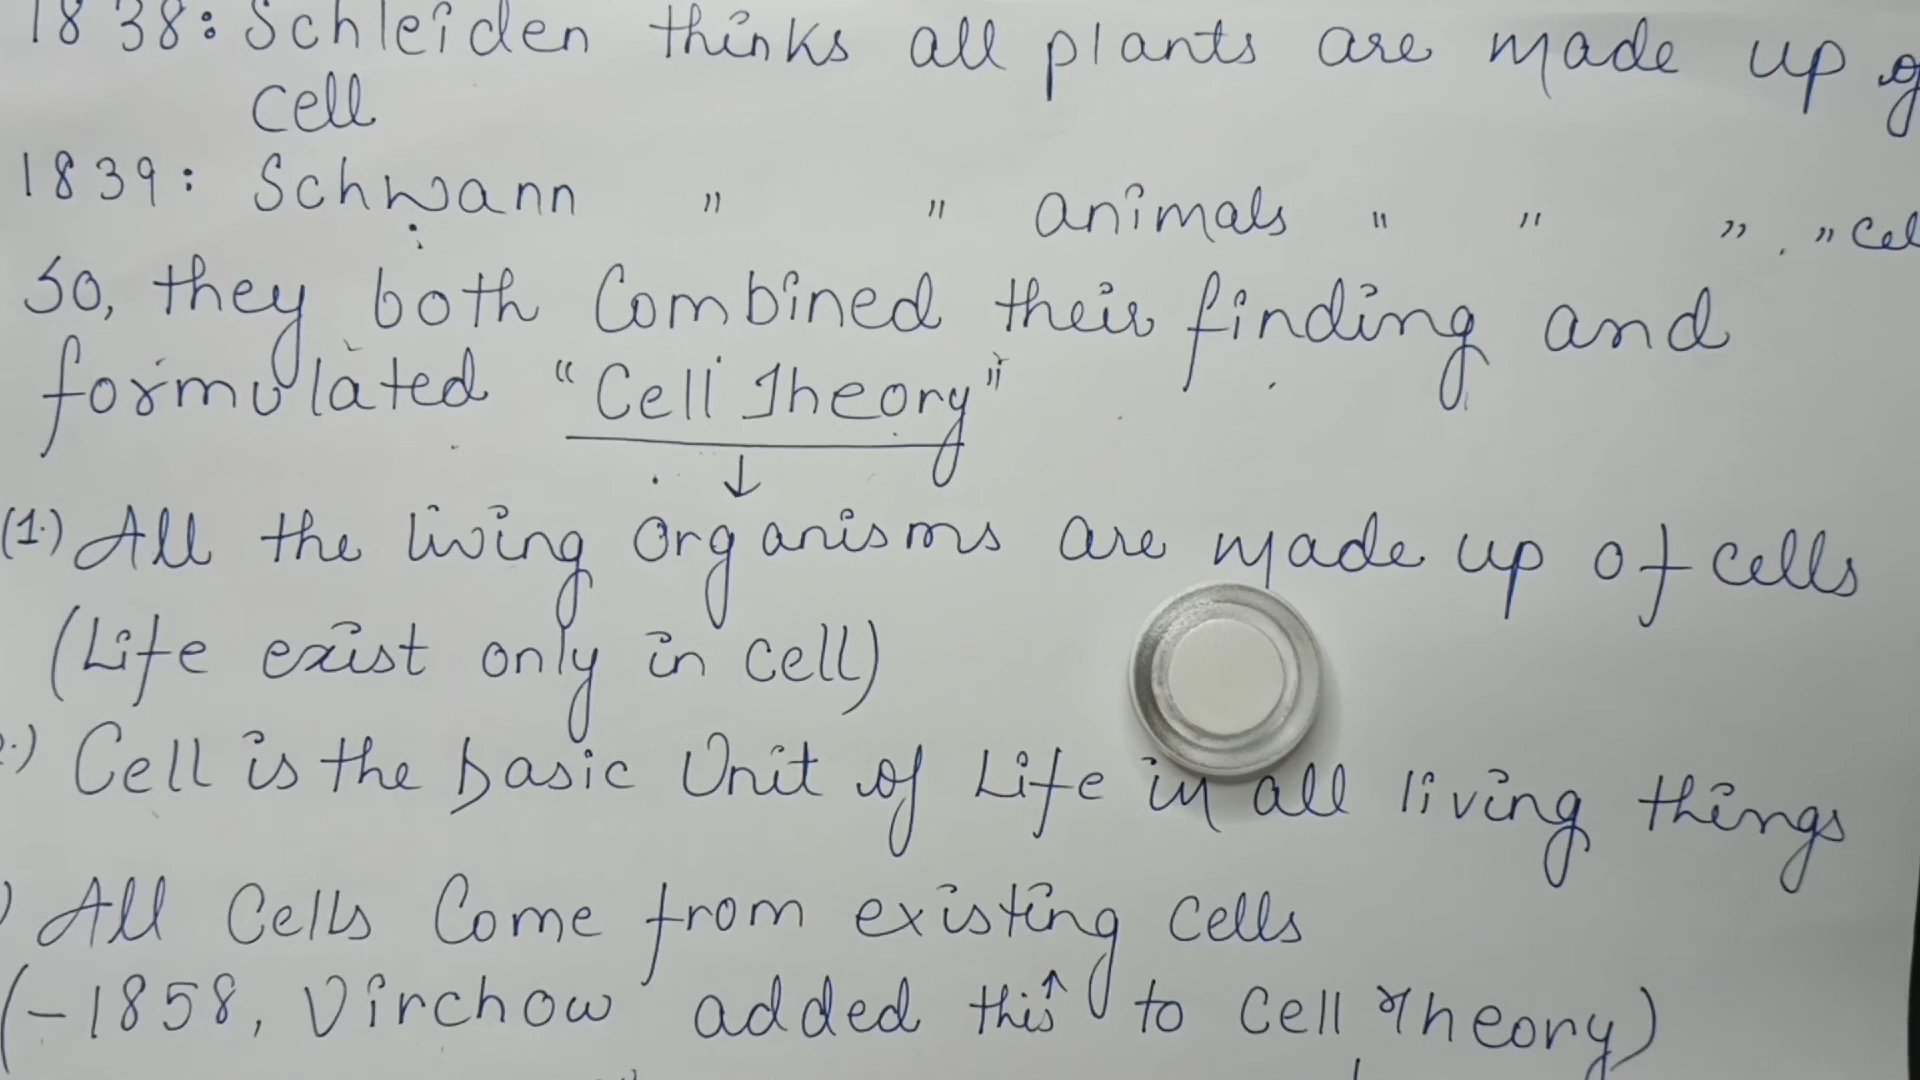 1838: Schleiden thinks all plants are made up of
cell
1839: Schwann " " animals " " " " Cel
So, they both Combined their finding and
formulated "Cell Theory"
↓
(1.) All the living organisms are made up of cells
(Life exist only in cell)
.) Cell is the basic Unit of Life in all living things
) All Cells Come from existing Cells
(-1858, Virchow added this↑ to Cell Theory)